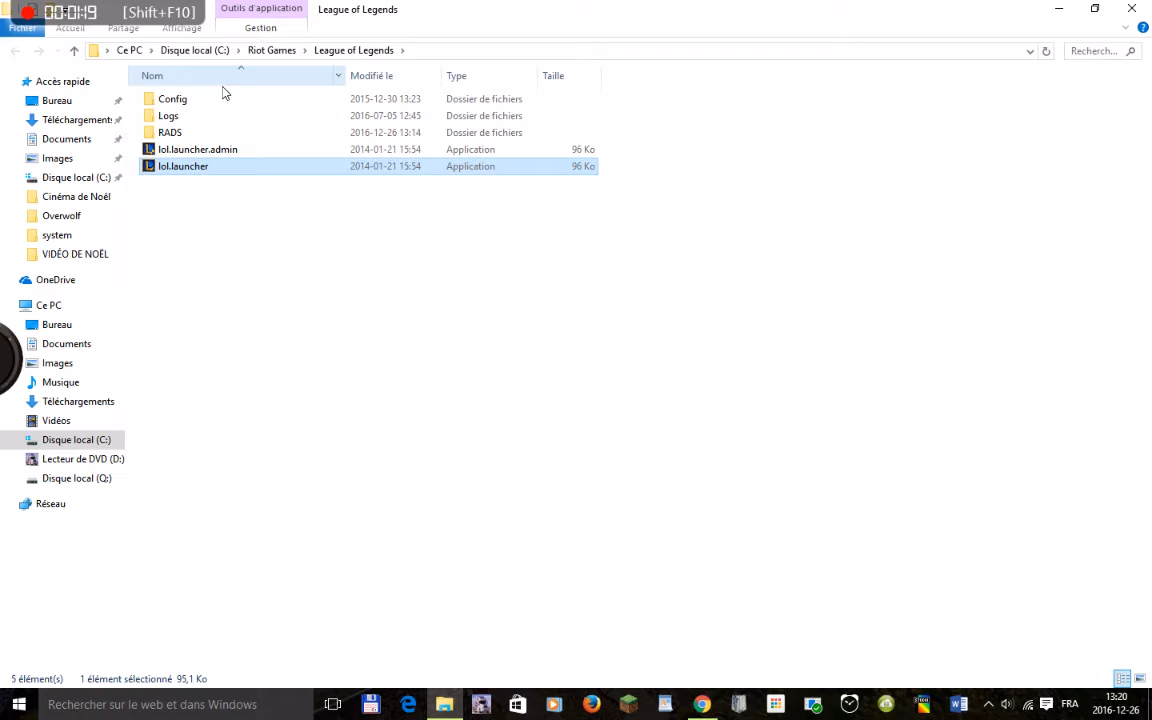 00:01:19 [Shift+F10] Outils d'application League of Legends
Fichier Accueil Partage Affichage Gestion
Ce PC Disque local (C:) Riot Games League of Legends Recherch...
Nom Modifié le Type Taille
Config 2015-12-30 13:23 Dossier de fichiers
Logs 2016-07-05 12:45 Dossier de fichiers
RADS 2016-12-26 13:14 Dossier de fichiers
lol.launcher.admin 2014-01-21 15:54 Application 96 Ko
lol.launcher 2014-01-21 15:54 Application 96 Ko
Accès rapide
Bureau
Téléchargements
Documents
Images
Disque local (C:)
Cinéma de Noël
Overwolf
system
VIDÉO DE NOËL
OneDrive
Ce PC
Bureau
Documents
Images
Musique
Téléchargements
Vidéos
Disque local (C:)
Lecteur de DVD (D:)
Disque local (Q:)
Réseau
5 élément(s) 1 élément sélectionné 95,1 Ko
Rechercher sur le web et dans Windows
FRA
13:20
2016-12-26